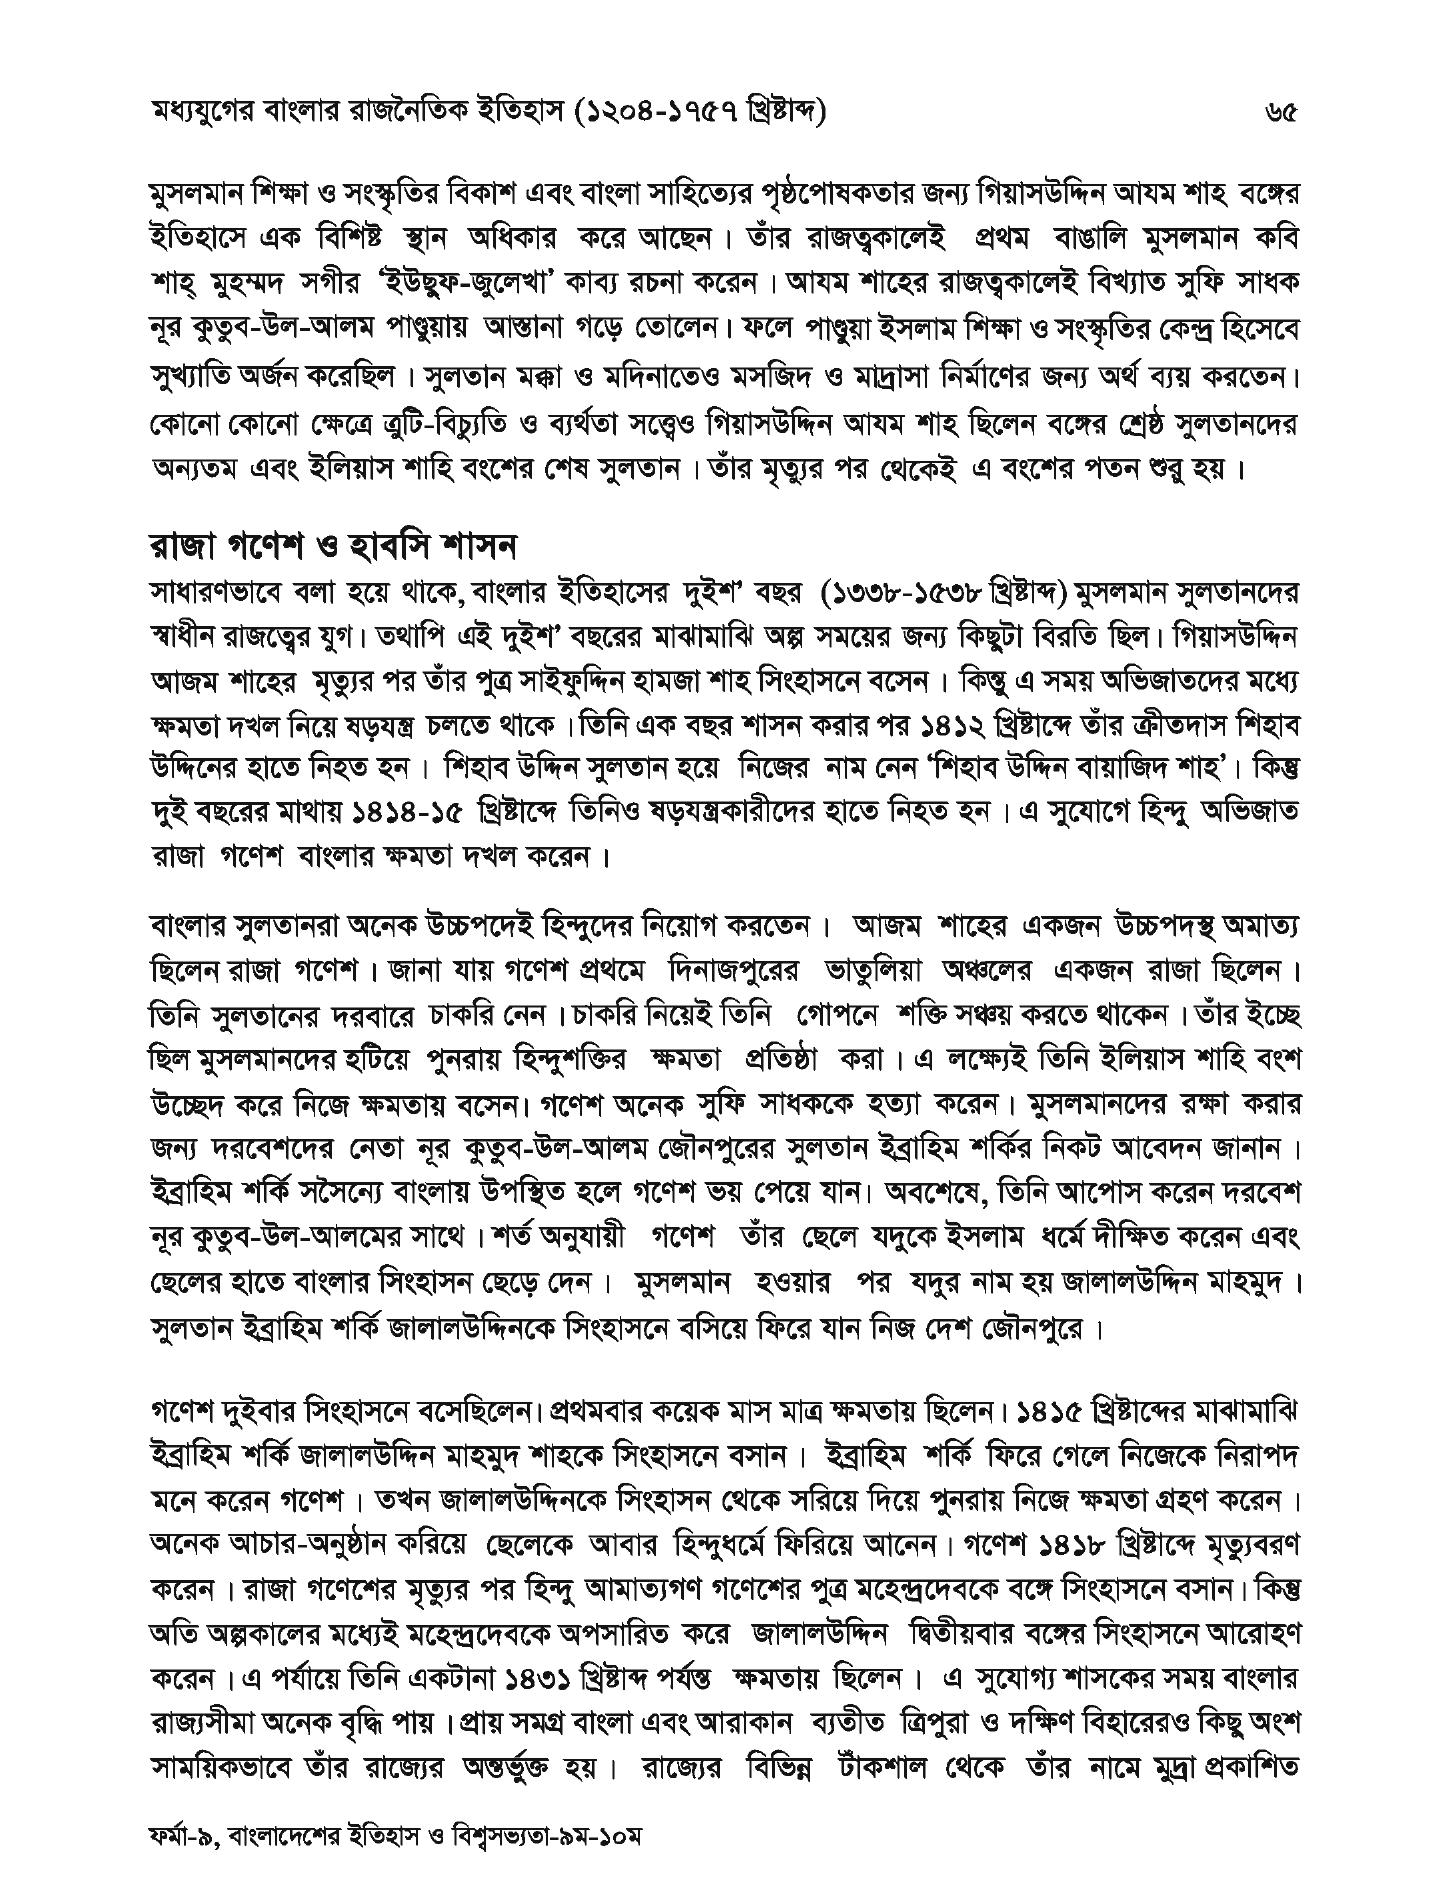 মধ্যযুগের বাংলার রাজনৈতিক ইতিহাস (১২০৪-১৭৫৭ খ্রিষ্টাব্দ) ৬৫
মুসলমান শিক্ষা ও সংস্কৃতির বিকাশ এবং বাংলা সাহিত্যের পৃষ্ঠপোষকতার জন্য গিয়াসউদ্দিন আযম শাহ বঙ্গের
ইতিহাসে এক বিশিষ্ট স্থান অধিকার করে আছেন। তাঁর রাজত্বকালেই প্রথম বাঙালি মুসলমান কবি
শাহ্ মুহম্মদ সগীর ‘ইউছুফ-জুলেখা’ কাব্য রচনা করেন। আযম শাহের রাজত্বকালেই বিখ্যাত সুফি সাধক
নূর কুতুব-উল-আলম পাণ্ডুয়ায় আস্তানা গড়ে তোলেন। ফলে পাণ্ডুয়া ইসলাম শিক্ষা ও সংস্কৃতির কেন্দ্র হিসেবে
সুখ্যাতি অর্জন করেছিল। সুলতান মক্কা ও মদিনাতেও মসজিদ ও মাদ্রাসা নির্মাণের জন্য অর্থ ব্যয় করতেন।
কোনো কোনো ক্ষেত্রে ত্রুটি-বিচ্যুতি ও ব্যর্থতা সত্ত্বেও গিয়াসউদ্দিন আযম শাহ ছিলেন বঙ্গের শ্রেষ্ঠ সুলতানদের
অন্যতম এবং ইলিয়াস শাহি বংশের শেষ সুলতান। তাঁর মৃত্যুর পর থেকেই এ বংশের পতন শুরু হয়।
রাজা গণেশ ও হাবসি শাসন
সাধারণভাবে বলা হয়ে থাকে, বাংলার ইতিহাসের দুইশ’ বছর (১৩৩৮-১৫৩৮ খ্রিষ্টাব্দ) মুসলমান সুলতানদের
স্বাধীন রাজত্বের যুগ। তথাপি এই দুইশ’ বছরের মাঝামাঝি অল্প সময়ের জন্য কিছুটা বিরতি ছিল। গিয়াসউদ্দিন
আজম শাহের মৃত্যুর পর তাঁর পুত্র সাইফুদ্দিন হামজা শাহ সিংহাসনে বসেন। কিন্তু এ সময় অভিজাতদের মধ্যে
ক্ষমতা দখল নিয়ে ষড়যন্ত্র চলতে থাকে। তিনি এক বছর শাসন করার পর ১৪১২ খ্রিষ্টাব্দে তাঁর ক্রীতদাস শিহাব
উদ্দিনের হাতে নিহত হন। শিহাব উদ্দিন সুলতান হয়ে নিজের নাম নেন ‘শিহাব উদ্দিন বায়াজিদ শাহ’। কিন্তু
দুই বছরের মাথায় ১৪১৪-১৫ খ্রিষ্টাব্দে তিনিও ষড়যন্ত্রকারীদের হাতে নিহত হন। এ সুযোগে হিন্দু অভিজাত
রাজা গণেশ বাংলার ক্ষমতা দখল করেন।
বাংলার সুলতানরা অনেক উচ্চপদেই হিন্দুদের নিয়োগ করতেন। আজম শাহের একজন উচ্চপদস্থ অমাত্য
ছিলেন রাজা গণেশ। জানা যায় গণেশ প্রথমে দিনাজপুরের ভাতুলিয়া অঞ্চলের একজন রাজা ছিলেন।
তিনি সুলতানের দরবারে চাকরি নেন। চাকরি নিয়েই তিনি গোপনে শক্তি সঞ্চয় করতে থাকেন। তাঁর ইচ্ছে
ছিল মুসলমানদের হটিয়ে পুনরায় হিন্দুশক্তির ক্ষমতা প্রতিষ্ঠা করা। এ লক্ষ্যেই তিনি ইলিয়াস শাহি বংশ
উচ্ছেদ করে নিজে ক্ষমতায় বসেন। গণেশ অনেক সুফি সাধককে হত্যা করেন। মুসলমানদের রক্ষা করার
জন্য দরবেশদের নেতা নূর কুতুব-উল-আলম জৌনপুরের সুলতান ইব্রাহিম শর্কির নিকট আবেদন জানান।
ইব্রাহিম শর্কি সসৈন্যে বাংলায় উপস্থিত হলে গণেশ ভয় পেয়ে যান। অবশেষে, তিনি আপোস করেন দরবেশ
নূর কুতুব-উল-আলমের সাথে। শর্ত অনুযায়ী গণেশ তাঁর ছেলে যদুকে ইসলাম ধর্মে দীক্ষিত করেন এবং
ছেলের হাতে বাংলার সিংহাসন ছেড়ে দেন। মুসলমান হওয়ার পর যদুর নাম হয় জালালউদ্দিন মাহমুদ।
সুলতান ইব্রাহিম শর্কি জালালউদ্দিনকে সিংহাসনে বসিয়ে ফিরে যান নিজ দেশ জৌনপুরে।
গণেশ দুইবার সিংহাসনে বসেছিলেন। প্রথমবার কয়েক মাস মাত্র ক্ষমতায় ছিলেন। ১৪১৫ খ্রিষ্টাব্দের মাঝামাঝি
ইব্রাহিম শর্কি জালালউদ্দিন মাহমুদ শাহকে সিংহাসনে বসান। ইব্রাহিম শর্কি ফিরে গেলে নিজেকে নিরাপদ
মনে করেন গণেশ। তখন জালালউদ্দিনকে সিংহাসন থেকে সরিয়ে দিয়ে পুনরায় নিজে ক্ষমতা গ্রহণ করেন।
অনেক আচার-অনুষ্ঠান করিয়ে ছেলেকে আবার হিন্দুধর্মে ফিরিয়ে আনেন। গণেশ ১৪১৮ খ্রিষ্টাব্দে মৃত্যুবরণ
করেন। রাজা গণেশের মৃত্যুর পর হিন্দু আমাত্যগণ গণেশের পুত্র মহেন্দ্রদেবকে বঙ্গে সিংহাসনে বসান। কিন্তু
অতি অল্পকালের মধ্যেই মহেন্দ্রদেবকে অপসারিত করে জালালউদ্দিন দ্বিতীয়বার বঙ্গের সিংহাসনে আরোহণ
করেন। এ পর্যায়ে তিনি একটানা ১৪৩১ খ্রিষ্টাব্দ পর্যন্ত ক্ষমতায় ছিলেন। এ সুযোগ্য শাসকের সময় বাংলার
রাজ্যসীমা অনেক বৃদ্ধি পায়। প্রায় সমগ্র বাংলা এবং আরাকান ব্যতীত ত্রিপুরা ও দক্ষিণ বিহারেরও কিছু অংশ
সাময়িকভাবে তাঁর রাজ্যের অন্তর্ভুক্ত হয়। রাজ্যের বিভিন্ন টাঁকশাল থেকে তাঁর নামে মুদ্রা প্রকাশিত
ফর্মা-৯, বাংলাদেশের ইতিহাস ও বিশ্বসভ্যতা-৯ম-১০ম